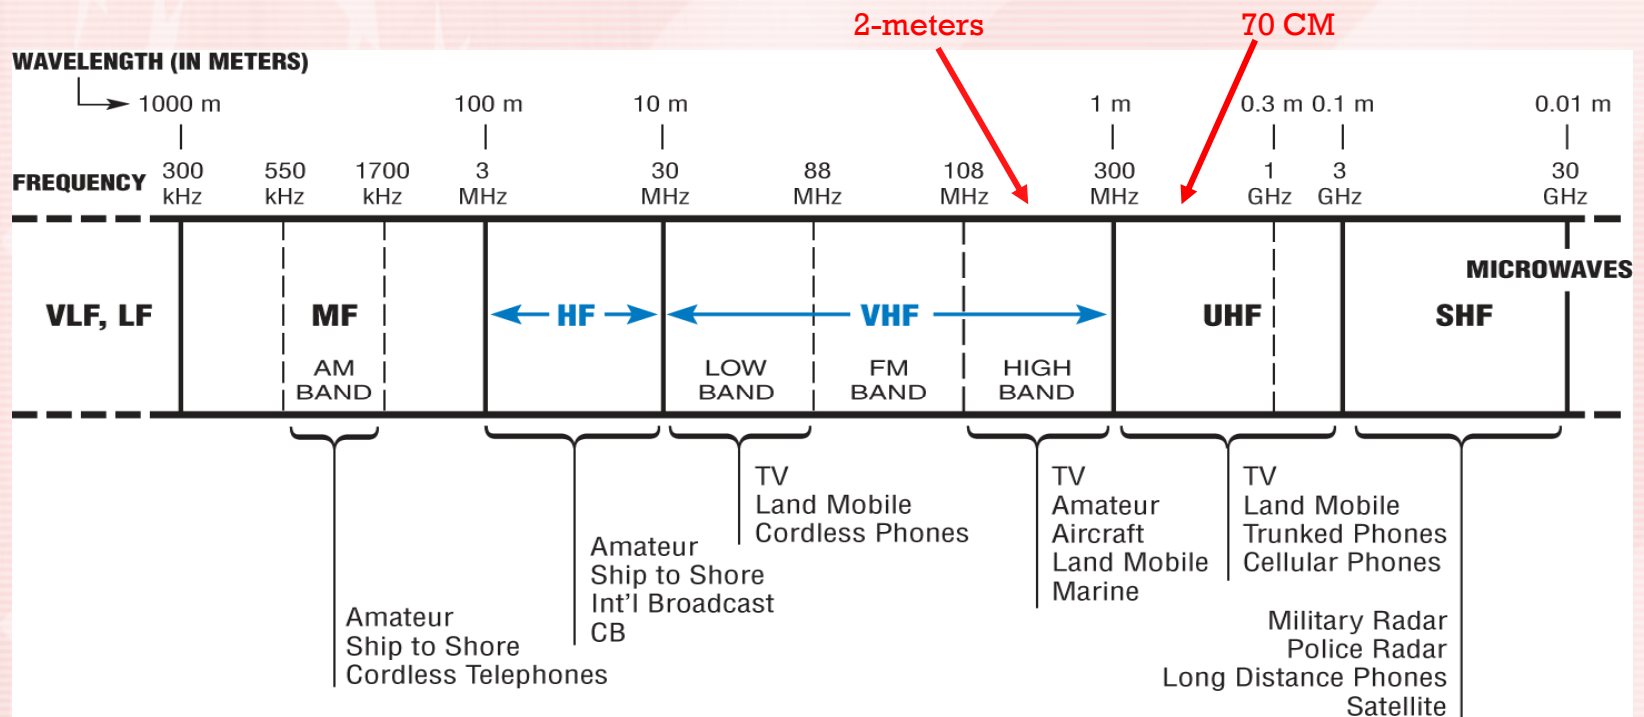 2-meters
70 CM
WAVELENGTH (IN METERS)
1000 m
100 m
10 m
1 m
0.3 m
0.1 m
0.01 m
FREQUENCY
300
kHz
550
kHz
1700
kHz
3
MHz
30
MHz
88
MHz
108
MHz
300
MHz
1
GHz
3
GHz
30
GHz
MICROWAVES
VLF, LF
MF
HF
VHF
UHF
SHF
AM
BAND
LOW
BAND
FM
BAND
HIGH
BAND
Amateur
Ship to Shore
Cordless Telephones
Amateur
Ship to Shore
Int'l Broadcast
CB
TV
Land Mobile
Cordless Phones
TV
Amateur
Aircraft
Land Mobile
Marine
TV
Land Mobile
Trunked Phones
Cellular Phones
Military Radar
Police Radar
Long Distance Phones
Satellite